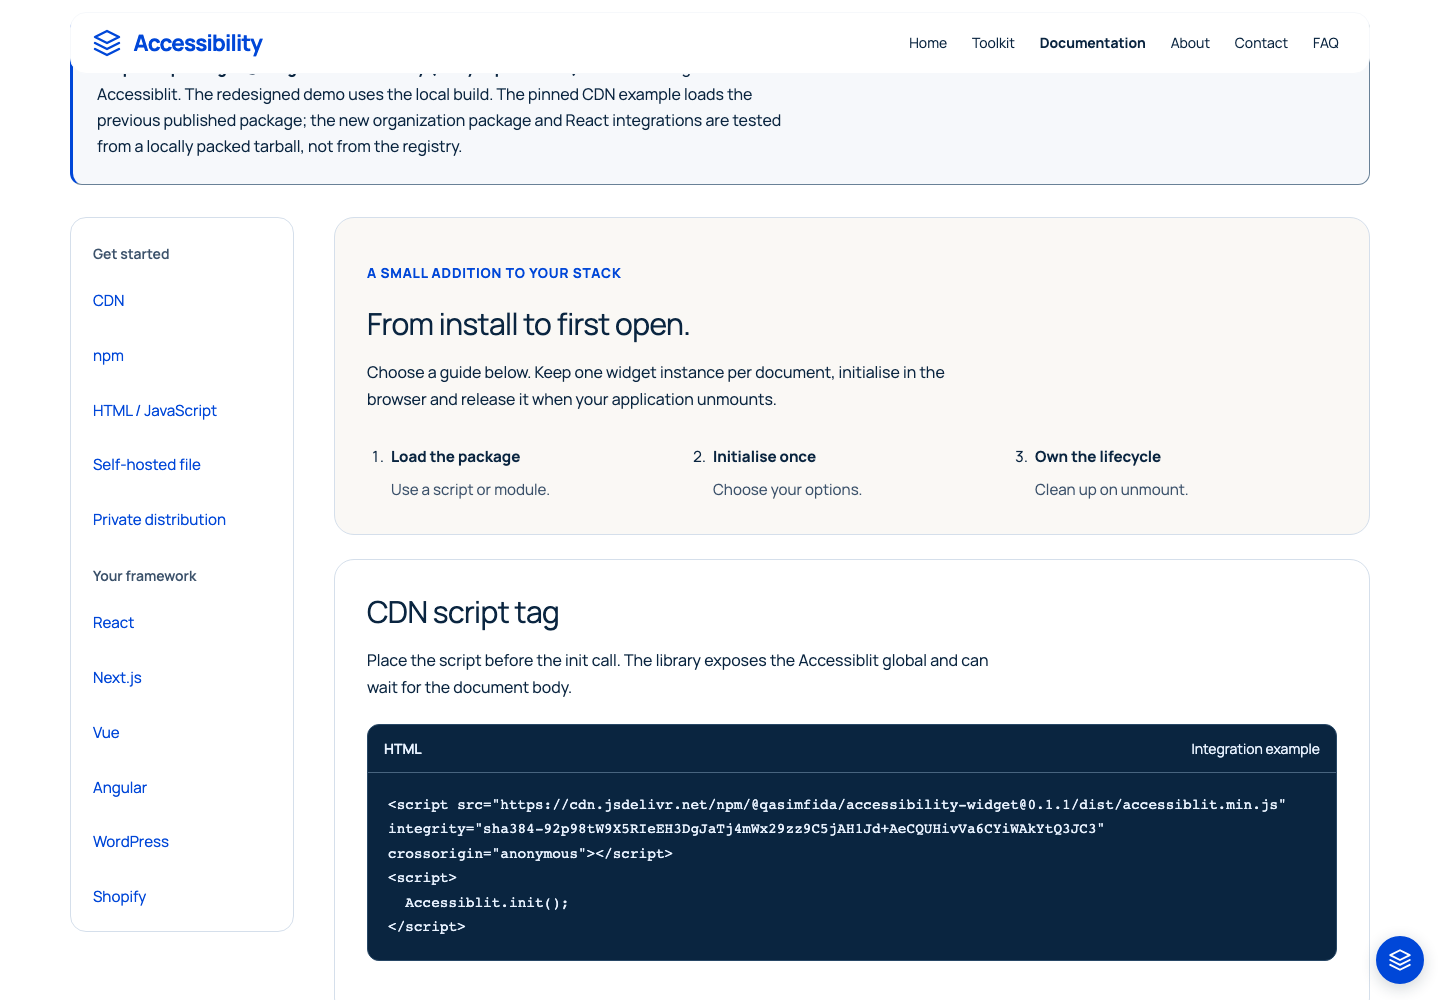 Accessibility
Home
Toolkit
Documentation
About
Contact
FAQ
Accessiblit. The redesigned demo uses the local build. The pinned CDN example loads the
previous published package; the new organization package and React integrations are tested
from a locally packed tarball, not from the registry.
Get started
CDN
npm
HTML / JavaScript
Self-hosted file
Private distribution
Your framework
React
Next.js
Vue
Angular
WordPress
Shopify
A SMALL ADDITION TO YOUR STACK
From install to first open.
Choose a guide below. Keep one widget instance per document, initialise in the
browser and release it when your application unmounts.
1. Load the package
Use a script or module.
2. Initialise once
Choose your options.
3. Own the lifecycle
Clean up on unmount.
CDN script tag
Place the script before the init call. The library exposes the Accessiblit global and can
wait for the document body.
HTML
Integration example
<script src="https://cdn.jsdelivr.net/npm/@qasimfida/accessibility-widget@0.1.1/dist/accessiblit.min.js"
integrity="sha384-92p98tW9X5RIeEH3DgJaTj4mWx29zz9C5jAH1Jd+AeCQUHivVa6CYiWAkYtQ3JC3"
crossorigin="anonymous"></script>
<script>
  Accessiblit.init();
</script>